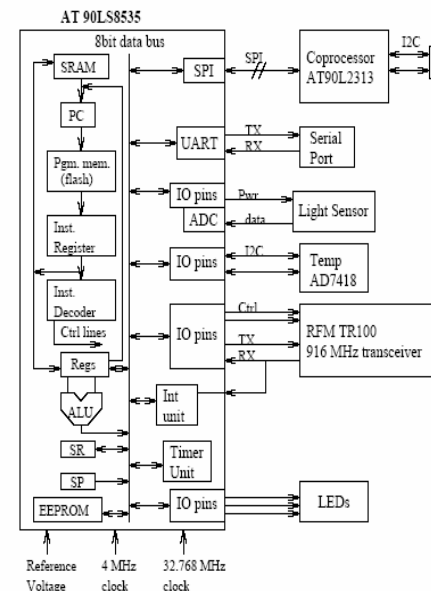 AT 90LS8535
8bit data bus
SRAM
PC
Pgm. mem.
(flash)
Inst.
Register
Inst.
Decoder
Ctrl lines
Regs
ALU
SR
SP
EEPROM
SPI
UART
IO pins
ADC
IO pins
IO pins
Int
unit
Timer
Unit
IO pins
SPI
Coprocessor
AT90L2313
I2C
TX
RX
Serial
Port
Pwr
data
Light Sensor
I2C
Temp
AD7418
Ctrl
TX
RX
RFM TR100
916 MHz transceiver
LEDs
Reference
Voltage
4 MHz
clock
32.768 MHz
clock